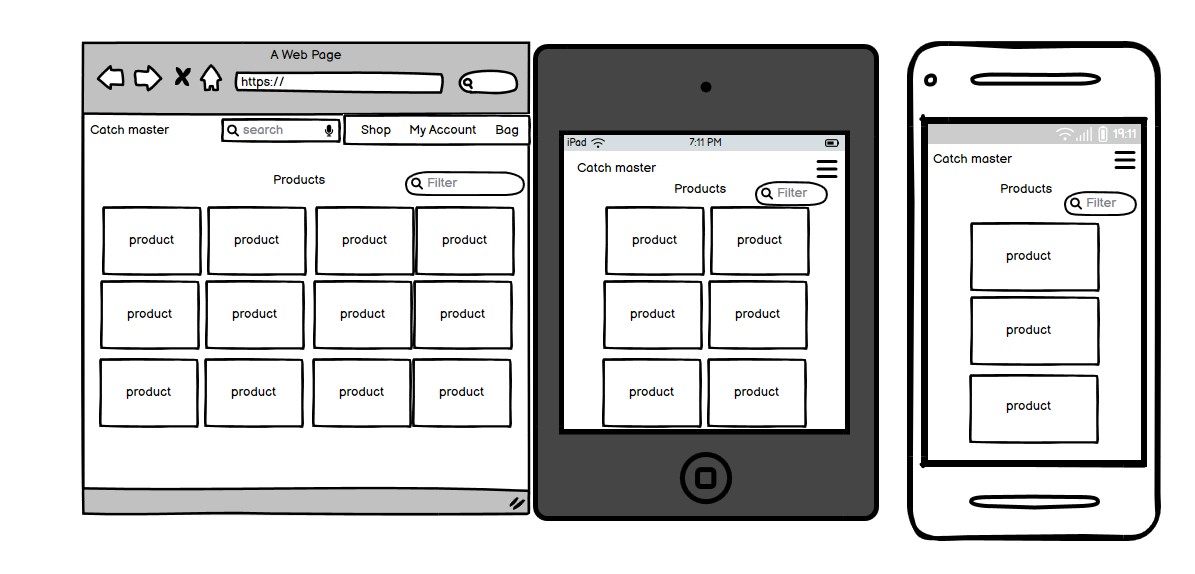 A Web Page
https://
Catch master
search
Shop My Account Bag
Products
Filter
product product product product
product product product product
product product product product
iPad 7:11 PM
Catch master
Products
Filter
product product
product product
product product
19:11
Catch master
Products
Filter
product
product
product